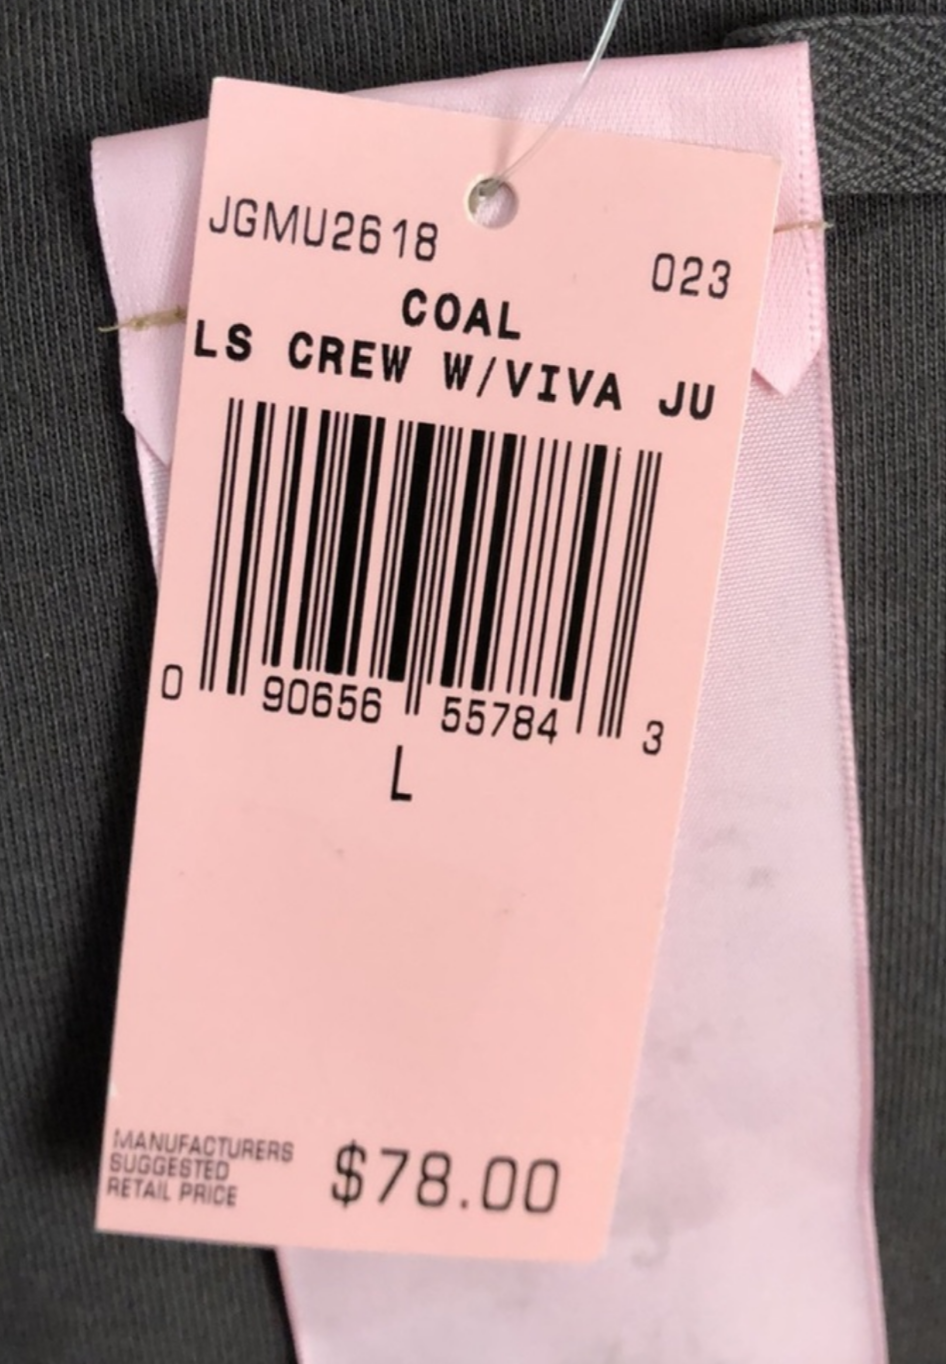 JGMU2618 023
COAL
LS CREW W/VIVA JU
0 90656 55784 3
L
MANUFACTURERS
SUGGESTED
RETAIL PRICE
$78.00